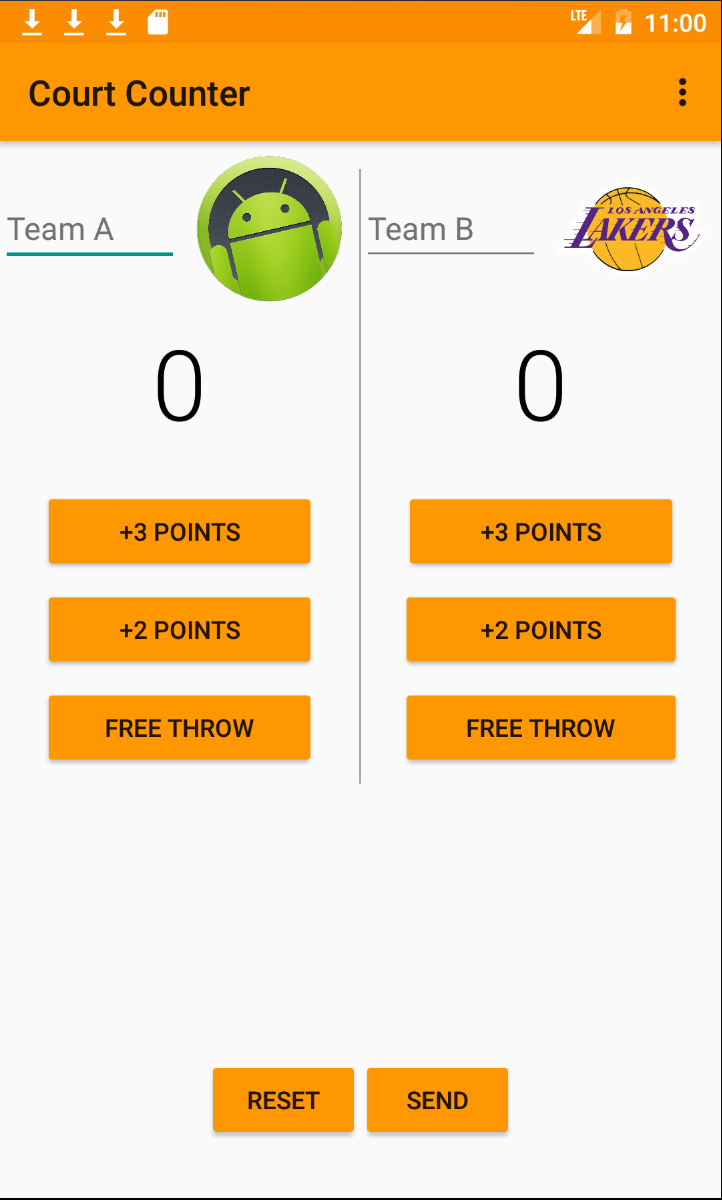 LTE 11:00
Court Counter
Team A
Team B
LOS ANGELES
LAKERS
0
0
+3 POINTS
+3 POINTS
+2 POINTS
+2 POINTS
FREE THROW
FREE THROW
RESET
SEND